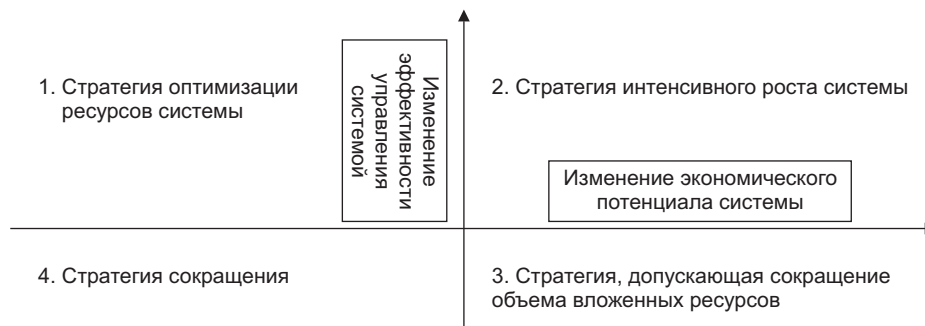 1. Стратегия оптимизации
ресурсов системы
Изменение
эффективности
управления
системой
2. Стратегия интенсивного роста системы
Изменение экономического
потенциала системы
4. Стратегия сокращения
3. Стратегия, допускающая сокращение
объема вложенных ресурсов